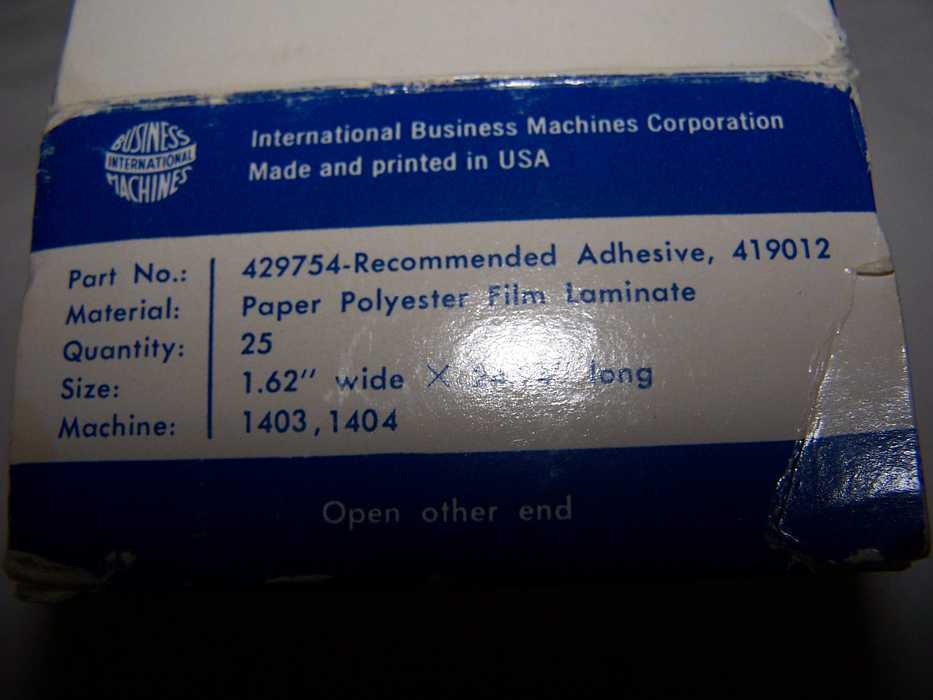 BUSINESS
INTERNATIONAL
MACHINES
International Business Machines Corporation
Made and printed in USA
Part No.: 429754-Recommended Adhesive, 419012
Material: Paper Polyester Film Laminate
Quantity: 25
Size: 1.62" wide X long
Machine: 1403,1404
Open other end